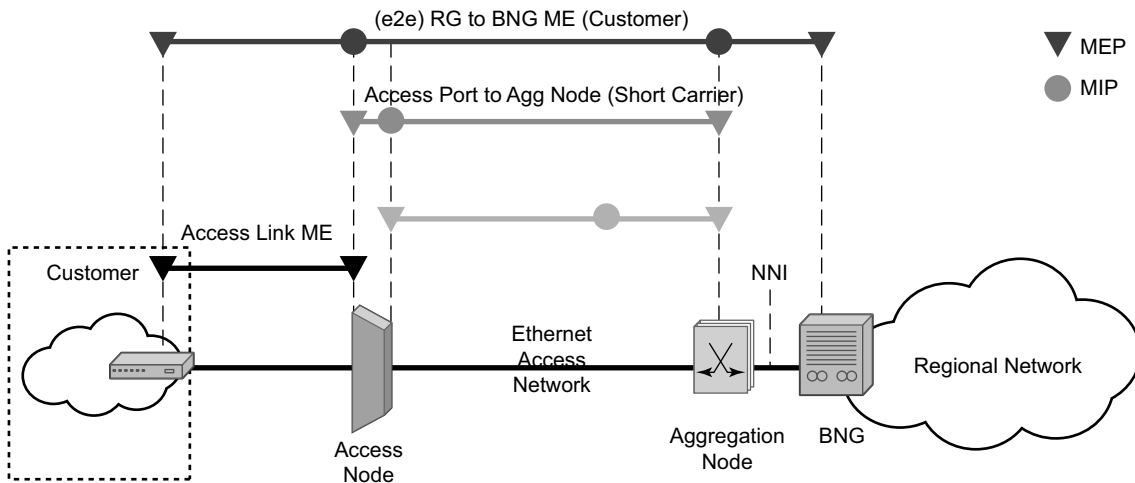 (e2e) RG to BNG ME (Customer)
MEP
MIP
Access Port to Agg Node (Short Carrier)
Access Link ME
Customer
NNI
Ethernet
Access
Network
Regional Network
Access
Node
Aggregation
Node
BNG